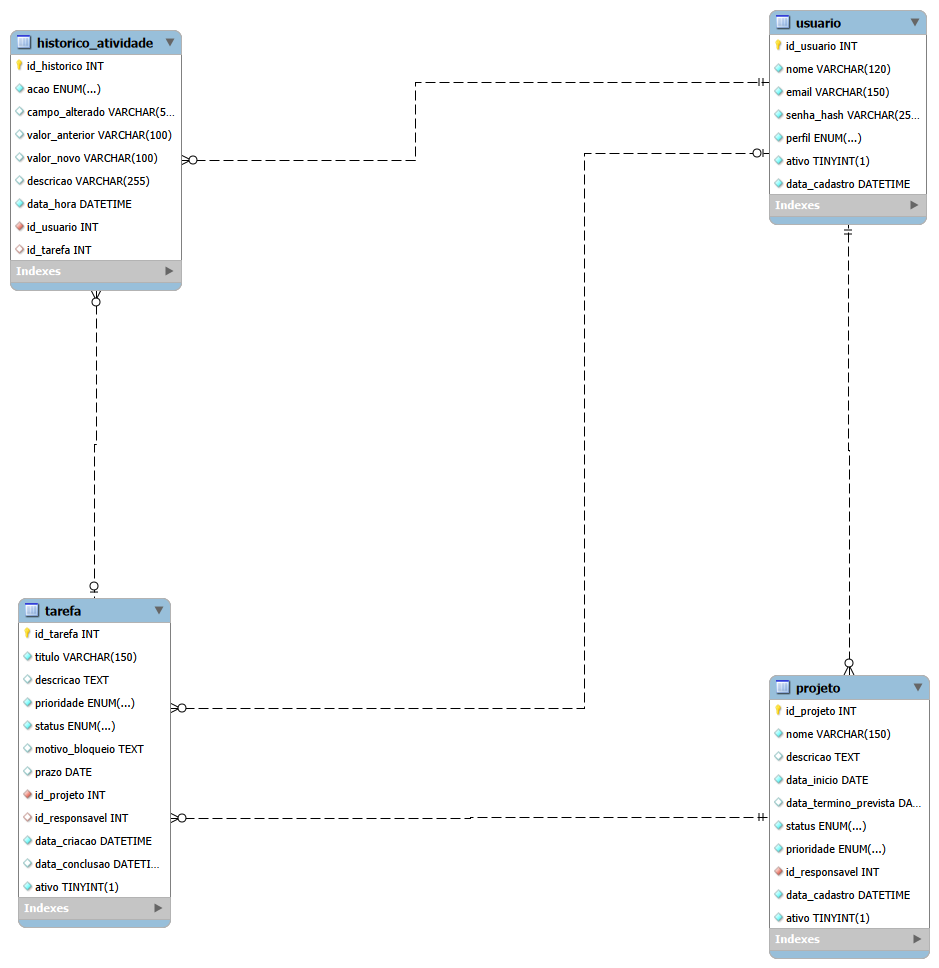 historico_atividade
id_historico INT
acao ENUM(...)
campo_alterado VARCHAR(5...
valor_anterior VARCHAR(100)
valor_novo VARCHAR(100)
descricao VARCHAR(255)
data_hora DATETIME
id_usuario INT
id_tarefa INT
Indexes
usuario
id_usuario INT
nome VARCHAR(120)
email VARCHAR(150)
senha_hash VARCHAR(25...
perfil ENUM(...)
ativo TINYINT(1)
data_cadastro DATETIME
Indexes
tarefa
id_tarefa INT
titulo VARCHAR(150)
descricao TEXT
prioridade ENUM(...)
status ENUM(...)
motivo_bloqueio TEXT
prazo DATE
id_projeto INT
id_responsavel INT
data_criacao DATETIME
data_conclusao DATETI...
ativo TINYINT(1)
Indexes
projeto
id_projeto INT
nome VARCHAR(150)
descricao TEXT
data_inicio DATE
data_termino_prevista DA...
status ENUM(...)
prioridade ENUM(...)
id_responsavel INT
data_cadastro DATETIME
ativo TINYINT(1)
Indexes